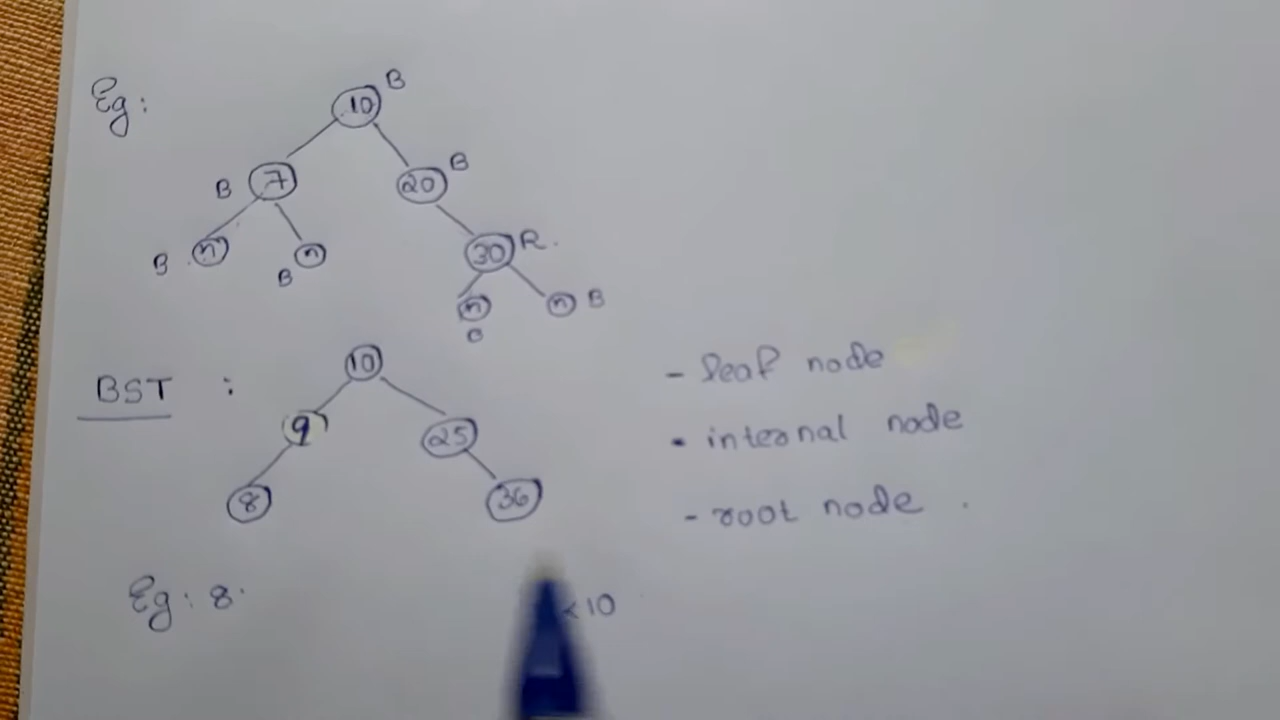 Eg:
10 B
B 7 20 B
B n n B 30 R.
n B n B
BST :
10
9 25
8 36
- leaf node
- internal node
- root node .
Eg: 8.
<10